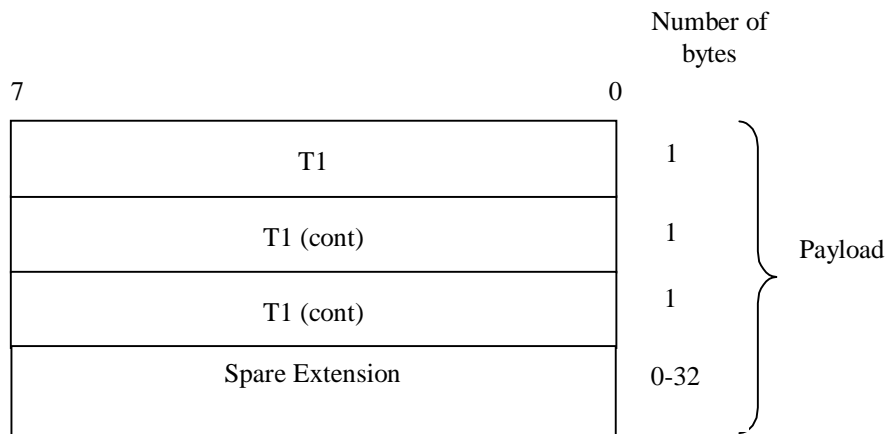 Number of
bytes
7 0
T1 1
T1 (cont) 1
Payload
T1 (cont) 1
Spare Extension 0-32